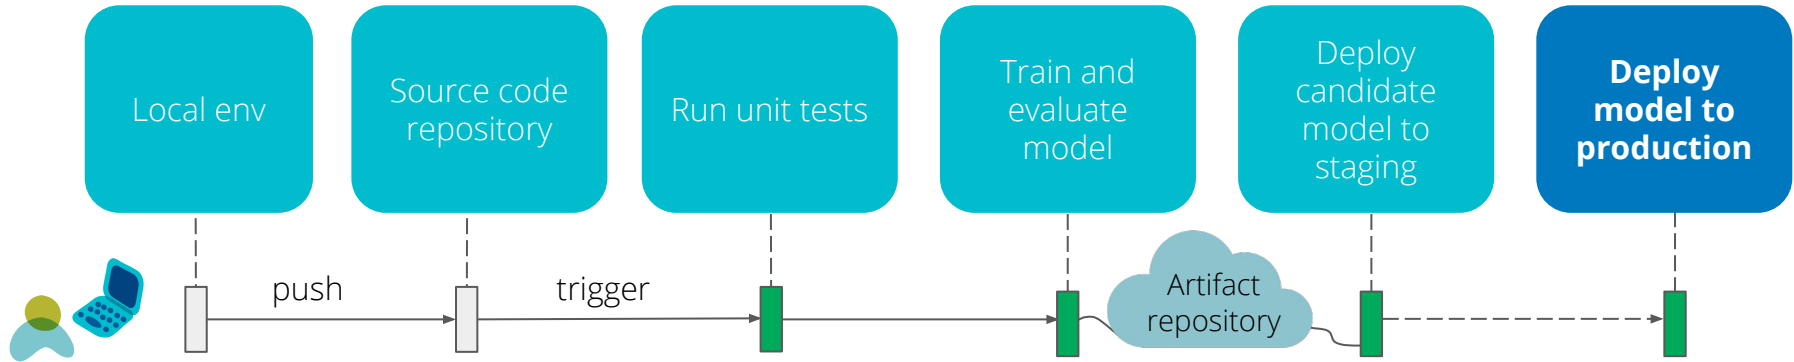 Local env
Source code
repository
Run unit tests
Train and
evaluate
model
Deploy
candidate
model to
staging
Deploy
model to
production
push
trigger
Artifact
repository